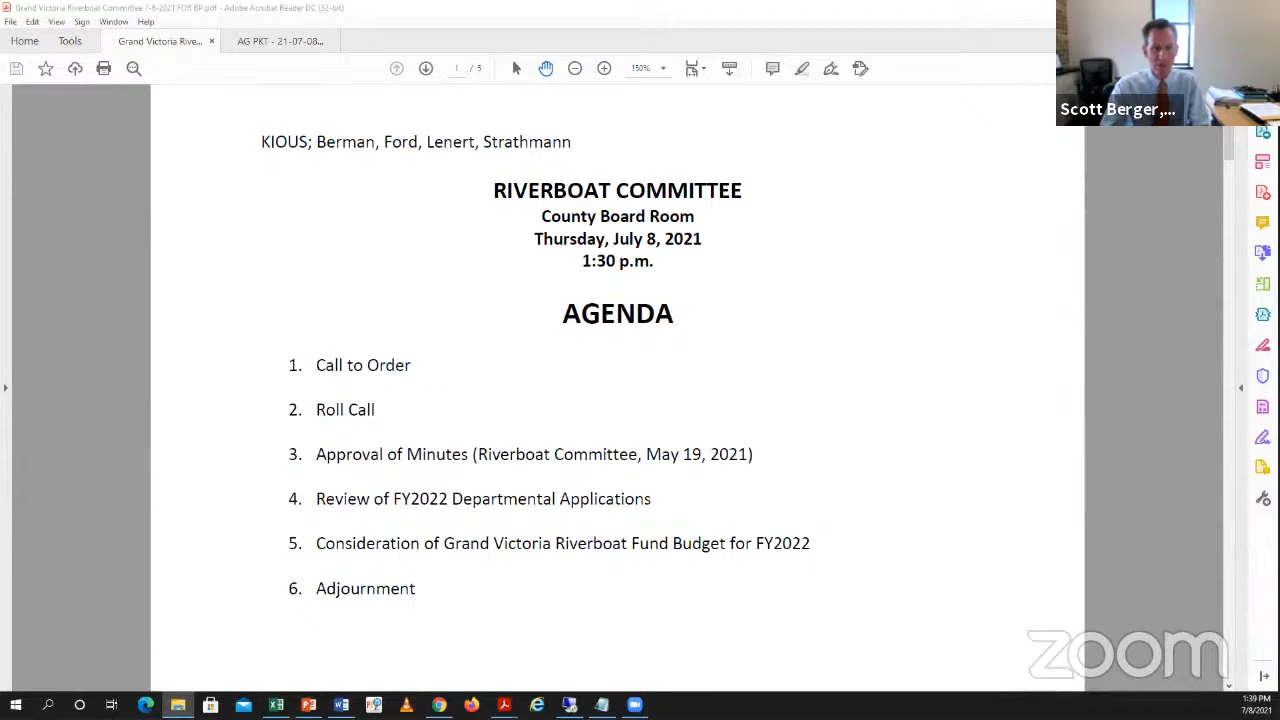 Grand Victoria Riverboat Committee 7-8-2021 FOR BP.pdf - Adobe Acrobat Reader DC (32-bit)
File Edit View Sign Window Help
Home Tools Grand Victoria Rive... × AG PKT - 21-07-08...
1 / 5 150%
Scott Berger,...
KIOUS; Berman, Ford, Lenert, Strathmann
RIVERBOAT COMMITTEE
County Board Room
Thursday, July 8, 2021
1:30 p.m.
AGENDA
1. Call to Order
2. Roll Call
3. Approval of Minutes (Riverboat Committee, May 19, 2021)
4. Review of FY2022 Departmental Applications
5. Consideration of Grand Victoria Riverboat Fund Budget for FY2022
6. Adjournment
zoom
1:39 PM
7/8/2021